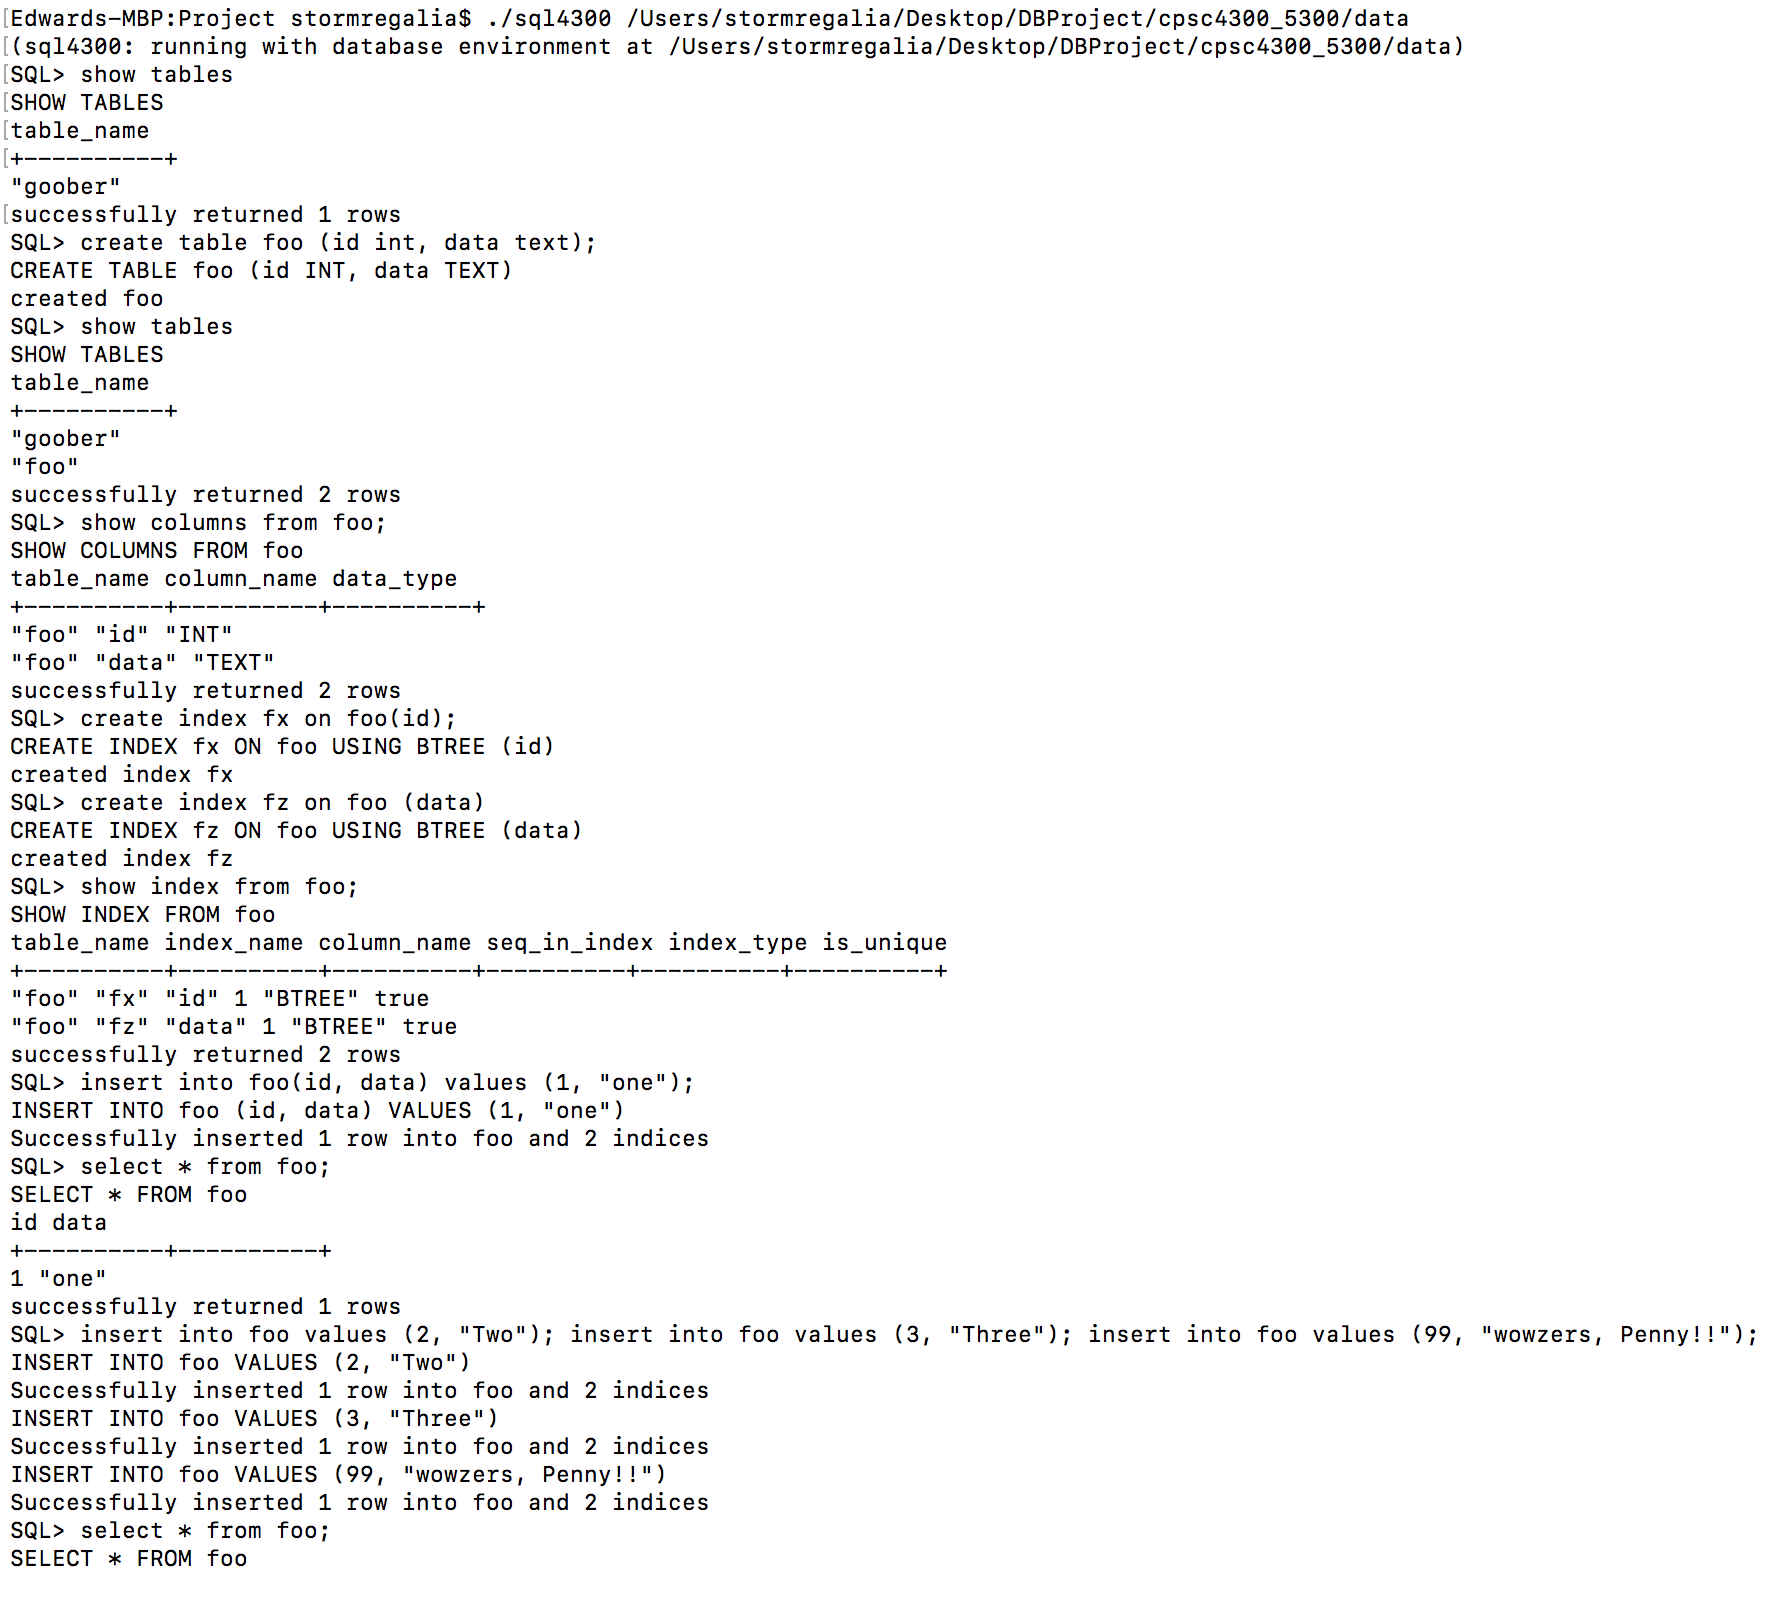 [Edwards-MBP:Project stormregalia$ ./sql4300 /Users/stormregalia/Desktop/DBProject/cpsc4300_5300/data
[(sql4300: running with database environment at /Users/stormregalia/Desktop/DBProject/cpsc4300_5300/data)
[SQL> show tables
[SHOW TABLES
[table_name
[+----------+
"goober"
[successfully returned 1 rows
SQL> create table foo (id int, data text);
CREATE TABLE foo (id INT, data TEXT)
created foo
SQL> show tables
SHOW TABLES
table_name
+----------+
"goober"
"foo"
successfully returned 2 rows
SQL> show columns from foo;
SHOW COLUMNS FROM foo
table_name column_name data_type
+----------+----------+----------+
"foo" "id" "INT"
"foo" "data" "TEXT"
successfully returned 2 rows
SQL> create index fx on foo(id);
CREATE INDEX fx ON foo USING BTREE (id)
created index fx
SQL> create index fz on foo (data)
CREATE INDEX fz ON foo USING BTREE (data)
created index fz
SQL> show index from foo;
SHOW INDEX FROM foo
table_name index_name column_name seq_in_index index_type is_unique
+----------+----------+----------+----------+----------+----------+
"foo" "fx" "id" 1 "BTREE" true
"foo" "fz" "data" 1 "BTREE" true
successfully returned 2 rows
SQL> insert into foo(id, data) values (1, "one");
INSERT INTO foo (id, data) VALUES (1, "one")
Successfully inserted 1 row into foo and 2 indices
SQL> select * from foo;
SELECT * FROM foo
id data
+----------+----------+
1 "one"
successfully returned 1 rows
SQL> insert into foo values (2, "Two"); insert into foo values (3, "Three"); insert into foo values (99, "wowzers, Penny!!");
INSERT INTO foo VALUES (2, "Two")
Successfully inserted 1 row into foo and 2 indices
INSERT INTO foo VALUES (3, "Three")
Successfully inserted 1 row into foo and 2 indices
INSERT INTO foo VALUES (99, "wowzers, Penny!!")
Successfully inserted 1 row into foo and 2 indices
SQL> select * from foo;
SELECT * FROM foo